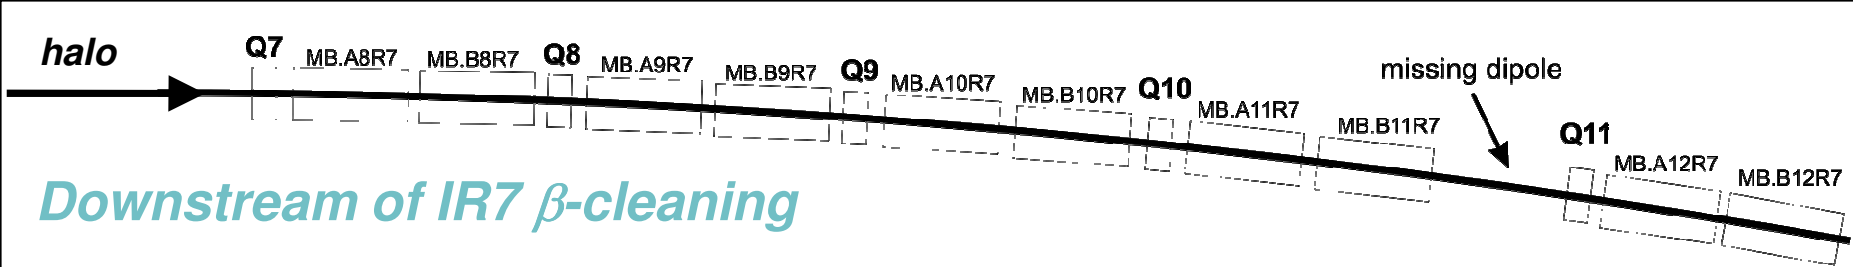 halo
Q7
MB.A8R7
MB.B8R7
Q8
MB.A9R7
MB.B9R7
Q9
MB.A10R7
MB.B10R7
Q10
MB.A11R7
MB.B11R7
missing dipole
Q11
MB.A12R7
MB.B12R7
Downstream of IR7 β-cleaning